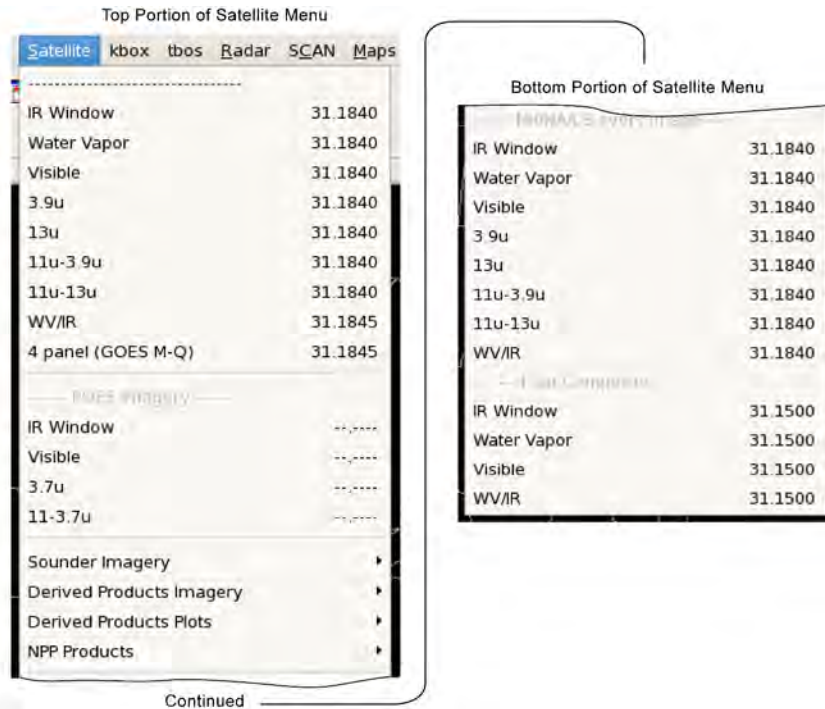 Top Portion of Satellite Menu
Satellite kbox tbos Radar SCAN Maps
----------------------------------
IR Window 31.1840
Water Vapor 31.1840
Visible 31.1840
3.9u 31.1840
13u 31.1840
11u-3.9u 31.1840
11u-13u 31.1840
WV/IR 31.1845
4 panel (GOES M-Q) 31.1845
Imagery
IR Window --.----
Visible --.----
3.7u --.----
11-3.7u --.----
Sounder Imagery
Derived Products Imagery
Derived Products Plots
NPP Products
Continued
Bottom Portion of Satellite Menu
IR Window 31.1840
Water Vapor 31.1840
Visible 31.1840
3.9u 31.1840
13u 31.1840
11u-3.9u 31.1840
11u-13u 31.1840
WV/IR 31.1840
IR Window 31.1500
Water Vapor 31.1500
Visible 31.1500
WV/IR 31.1500